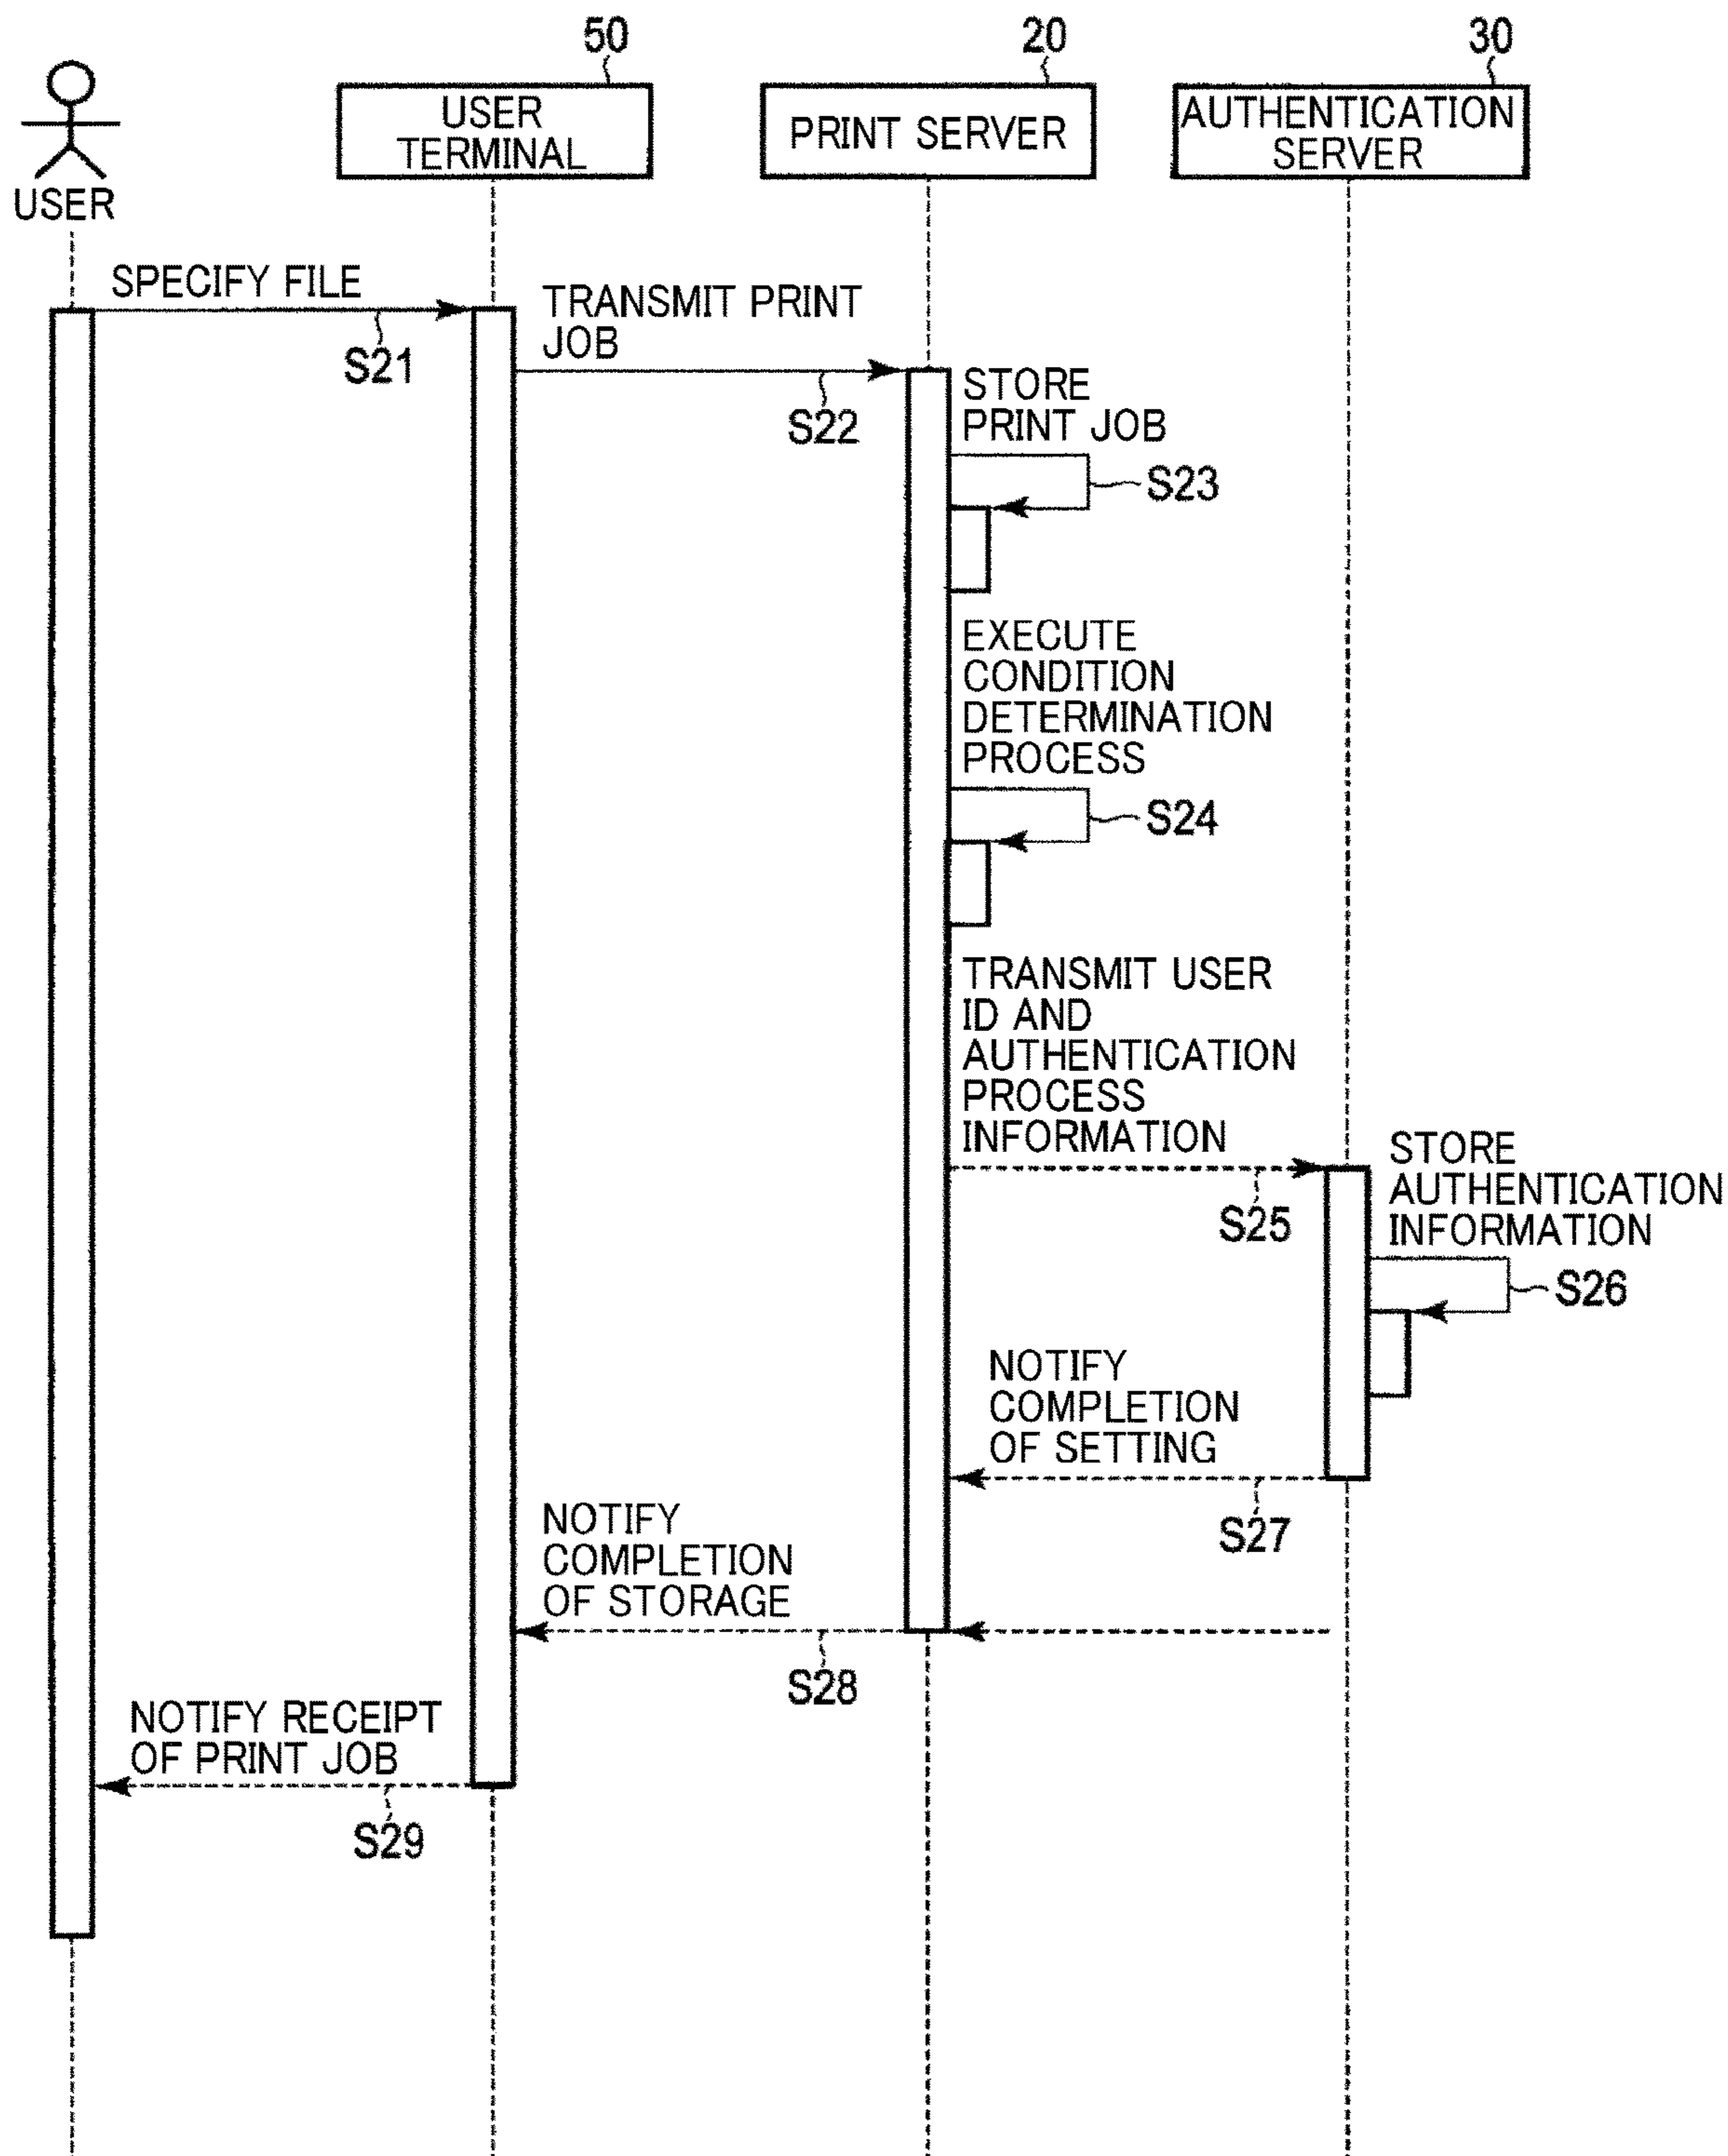 50
20
30
USER
TERMINAL
PRINT SERVER
AUTHENTICATION
SERVER
USER
SPECIFY FILE
S21
TRANSMIT PRINT
JOB
S22
STORE
PRINT JOB
S23
EXECUTE
CONDITION
DETERMINATION
PROCESS
S24
TRANSMIT USER
ID AND
AUTHENTICATION
PROCESS
INFORMATION
S25
STORE
AUTHENTICATION
INFORMATION
S26
NOTIFY
COMPLETION
OF SETTING
S27
NOTIFY
COMPLETION
OF STORAGE
S28
NOTIFY RECEIPT
OF PRINT JOB
S29